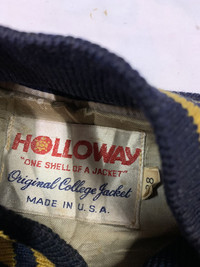 HOLLOWAY
"ONE SHELL OF A JACKET"
Original College Jacket
MADE IN U.S.A.
38